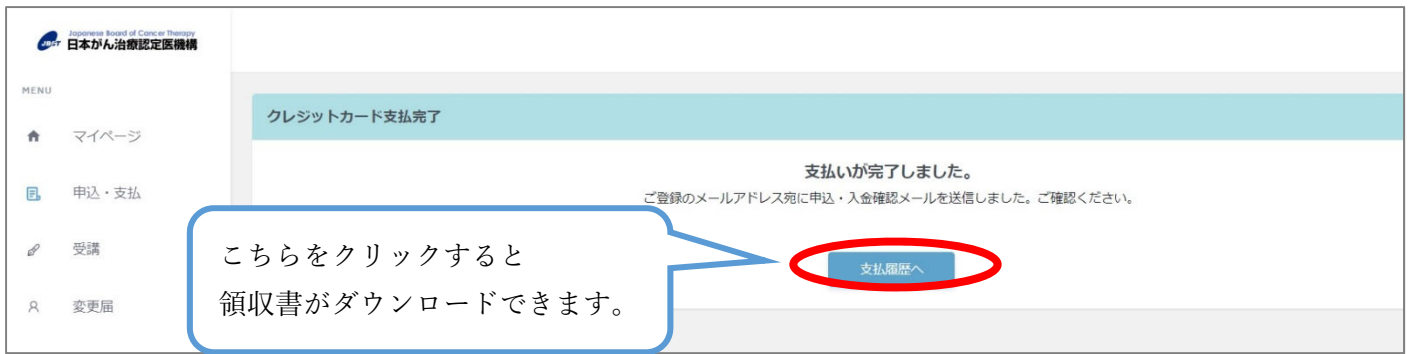 Japanese Board of Cancer Therapy
JBCT 日本がん治療認定医機構
MENU
マイページ
申込・支払
受講
変更届
クレジットカード支払完了
支払いが完了しました。
ご登録のメールアドレス宛に申込・入金確認メールを送信しました。ご確認ください。
こちらをクリックすると
領収書がダウンロードできます。
支払履歴へ